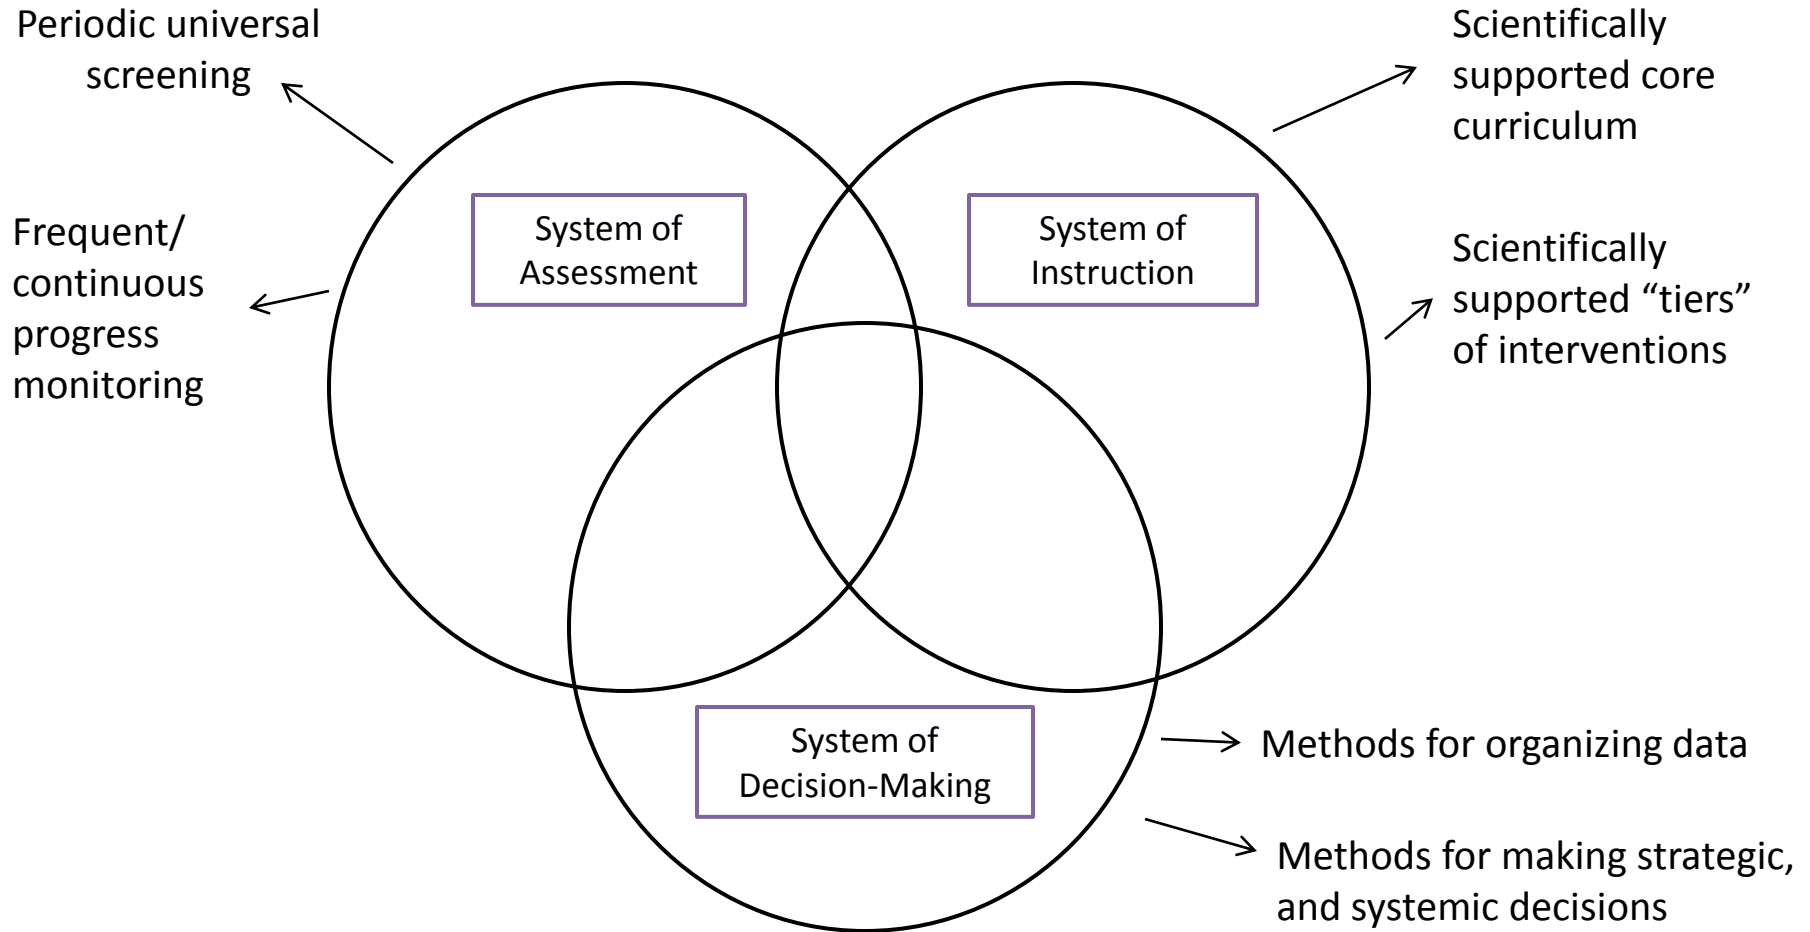 Periodic universal
screening
Frequent/
continuous
progress
monitoring
System of
Assessment
System of
Instruction
Scientifically
supported core
curriculum
Scientifically
supported “tiers”
of interventions
System of
Decision-Making
Methods for organizing data
Methods for making strategic,
and systemic decisions